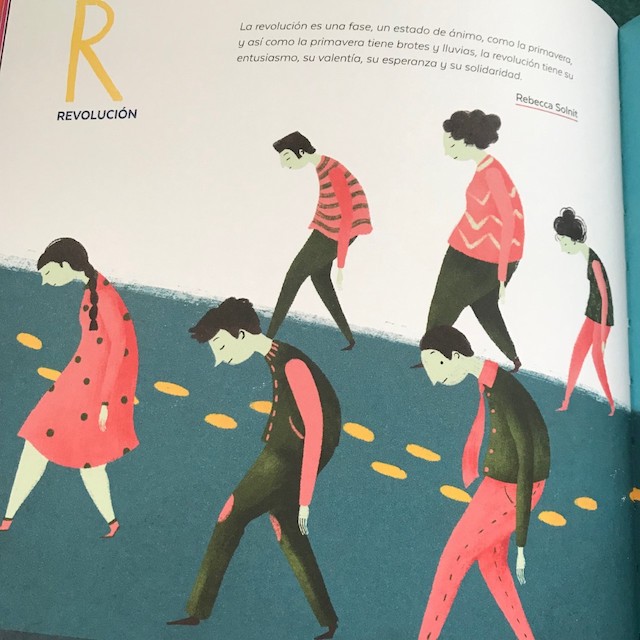 R
REVOLUCIÓN
La revolución es una fase, un estado de ánimo, como la primavera,
y así como la primavera tiene brotes y lluvias, la revolución tiene su
entusiasmo, su valentía, su esperanza y su solidaridad.
Rebecca Solnit